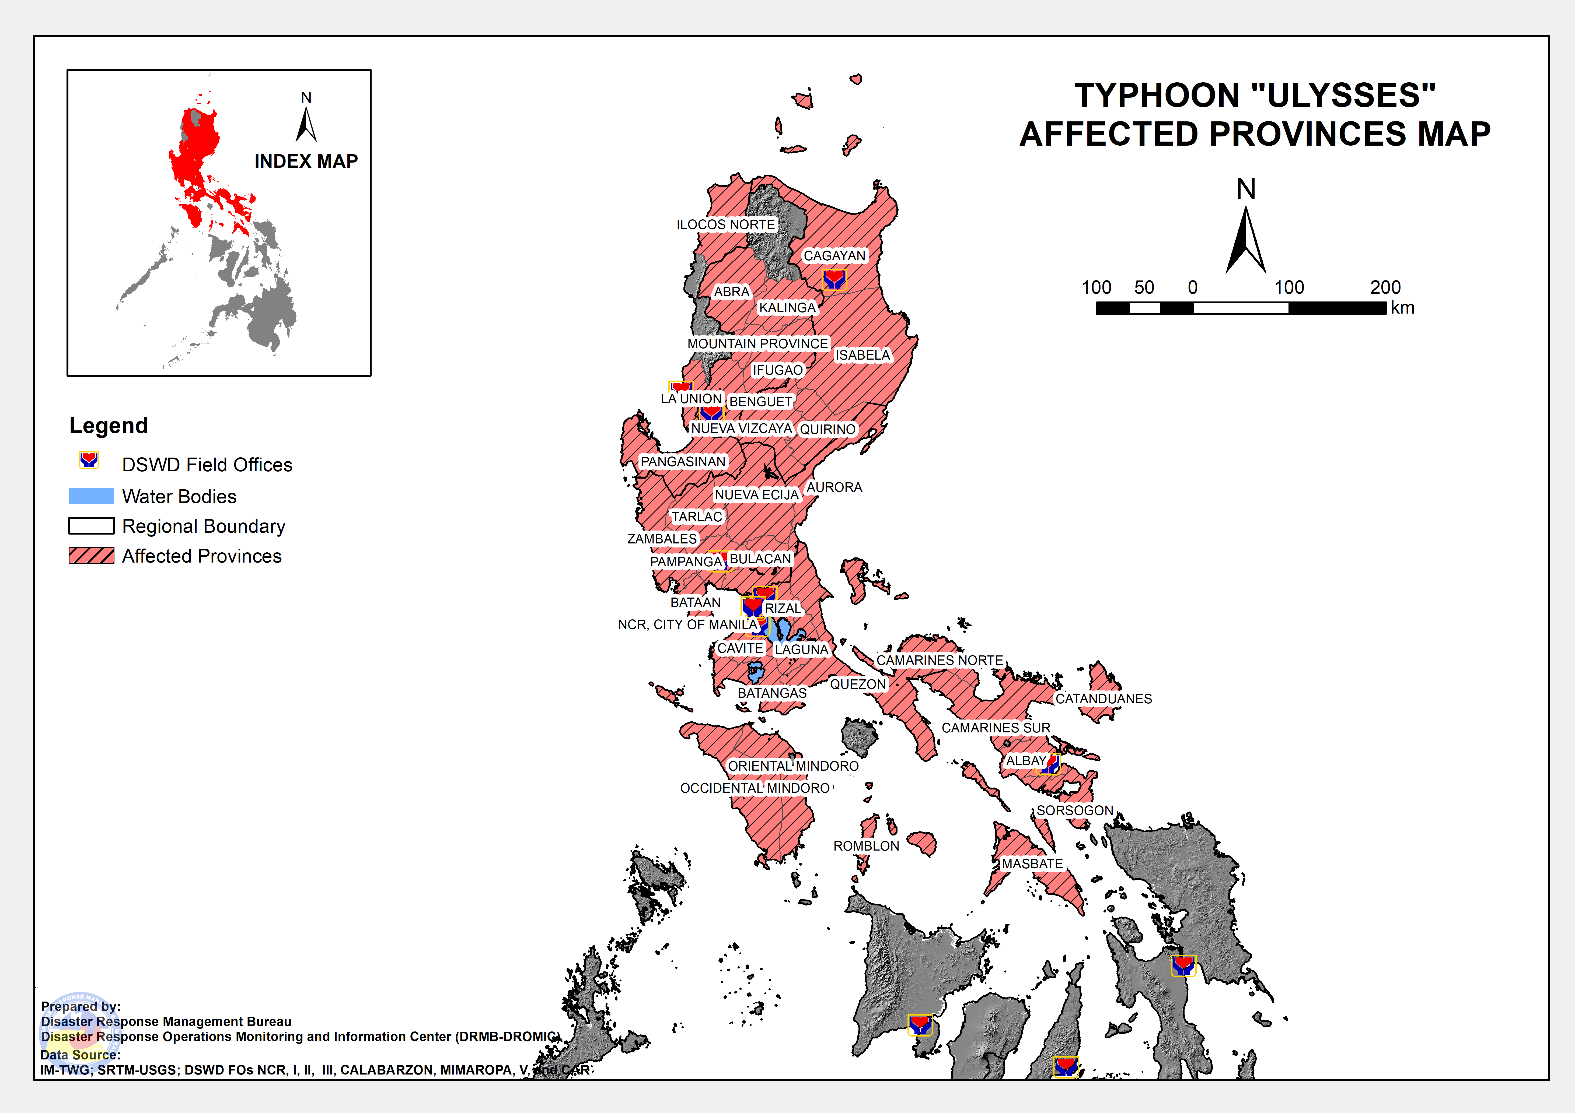 TYPHOON "ULYSSES"
AFFECTED PROVINCES MAP
N
INDEX MAP
N
100 50 0 100 200
km
Legend
DSWD Field Offices
Water Bodies
Regional Boundary
Affected Provinces
ILOCOS NORTE
CAGAYAN
ABRA
KALINGA
MOUNTAIN PROVINCE
ISABELA
IFUGAO
LA UNION
BENGUET
NUEVA VIZCAYA
QUIRINO
PANGASINAN
AURORA
NUEVA ECIJA
TARLAC
ZAMBALES
PAMPANGA
BULACAN
BATAAN
RIZAL
NCR, CITY OF MANILA
CAVITE
LAGUNA
CAMARINES NORTE
QUEZON
BATANGAS
CATANDUANES
CAMARINES SUR
ALBAY
ORIENTAL MINDORO
OCCIDENTAL MINDORO
SORSOGON
ROMBLON
MASBATE
Prepared by:
Disaster Response Management Bureau
Disaster Response Operations Monitoring and Information Center (DRMB-DROMIC)
Data Source:
IM-TWG; SRTM-USGS; DSWD FOs NCR, I, II, III, CALABARZON, MIMAROPA, V, and CAR